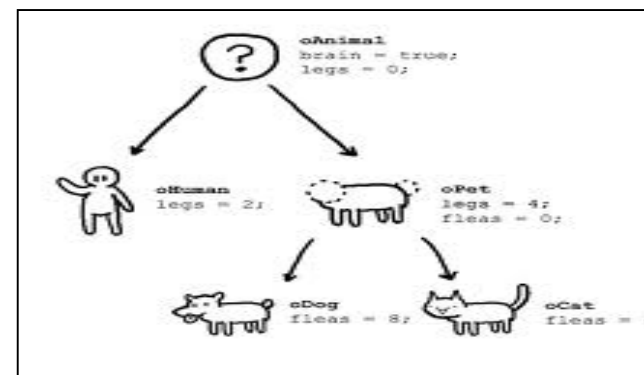 ?
oAnimal
brain = true;
legs = 0;
oHuman
legs = 2;
oPet
legs = 4;
fleas = 0;
oDog
fleas = 8;
oCat
fleas =